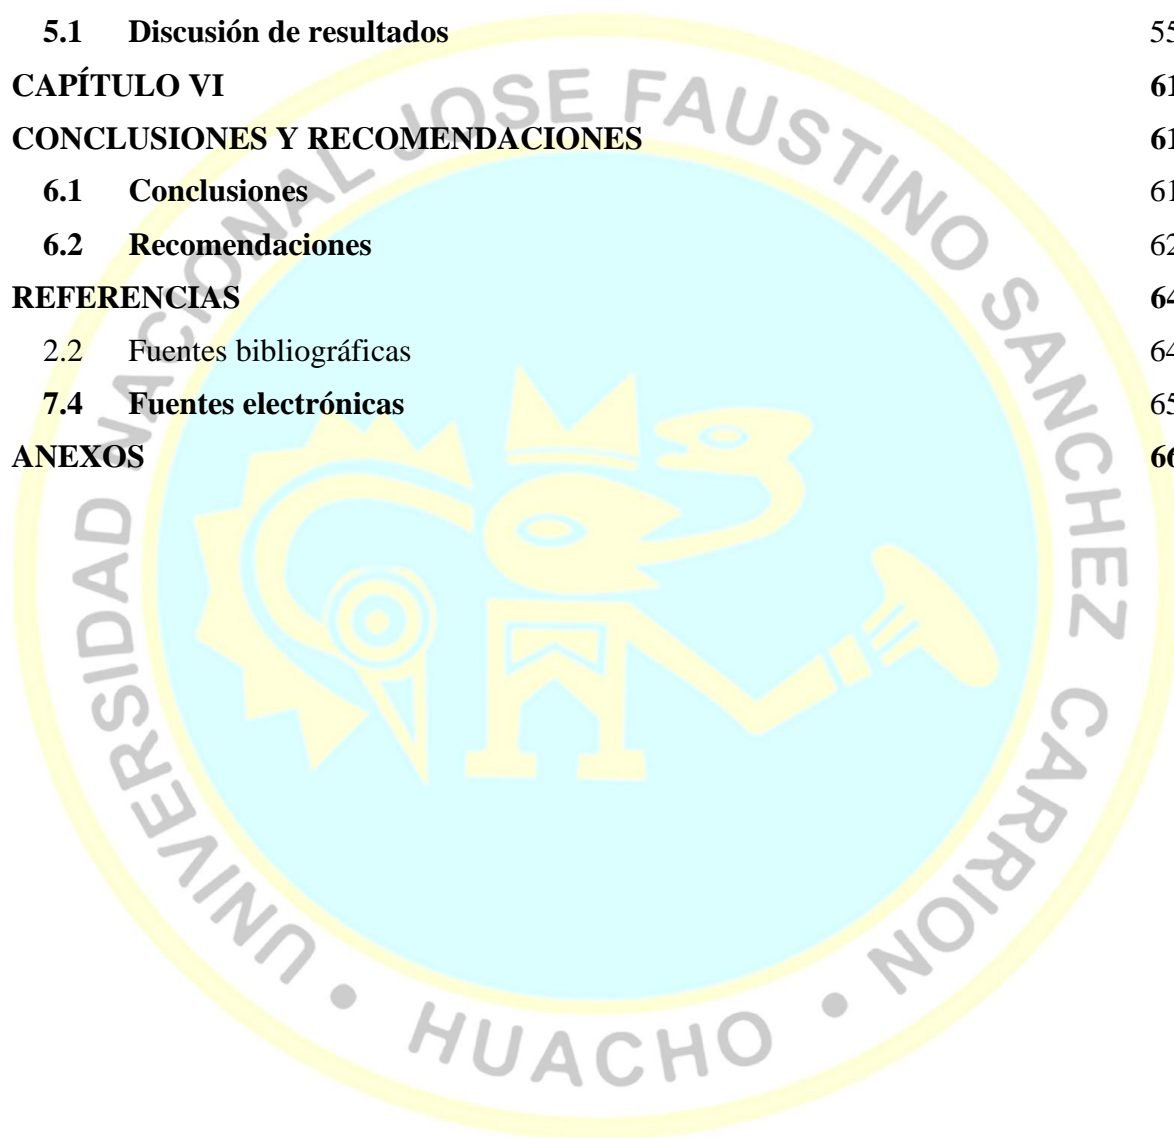 5.1 Discusión de resultados 55
CAPÍTULO VI 61
CONCLUSIONES Y RECOMENDACIONES 61
6.1 Conclusiones 61
6.2 Recomendaciones 62
REFERENCIAS 64
2.2 Fuentes bibliográficas 64
7.4 Fuentes electrónicas 65
ANEXOS 66
UNIVERSIDAD NACIONAL JOSE FAUSTINO SANCHEZ CARRION • HUACHO •